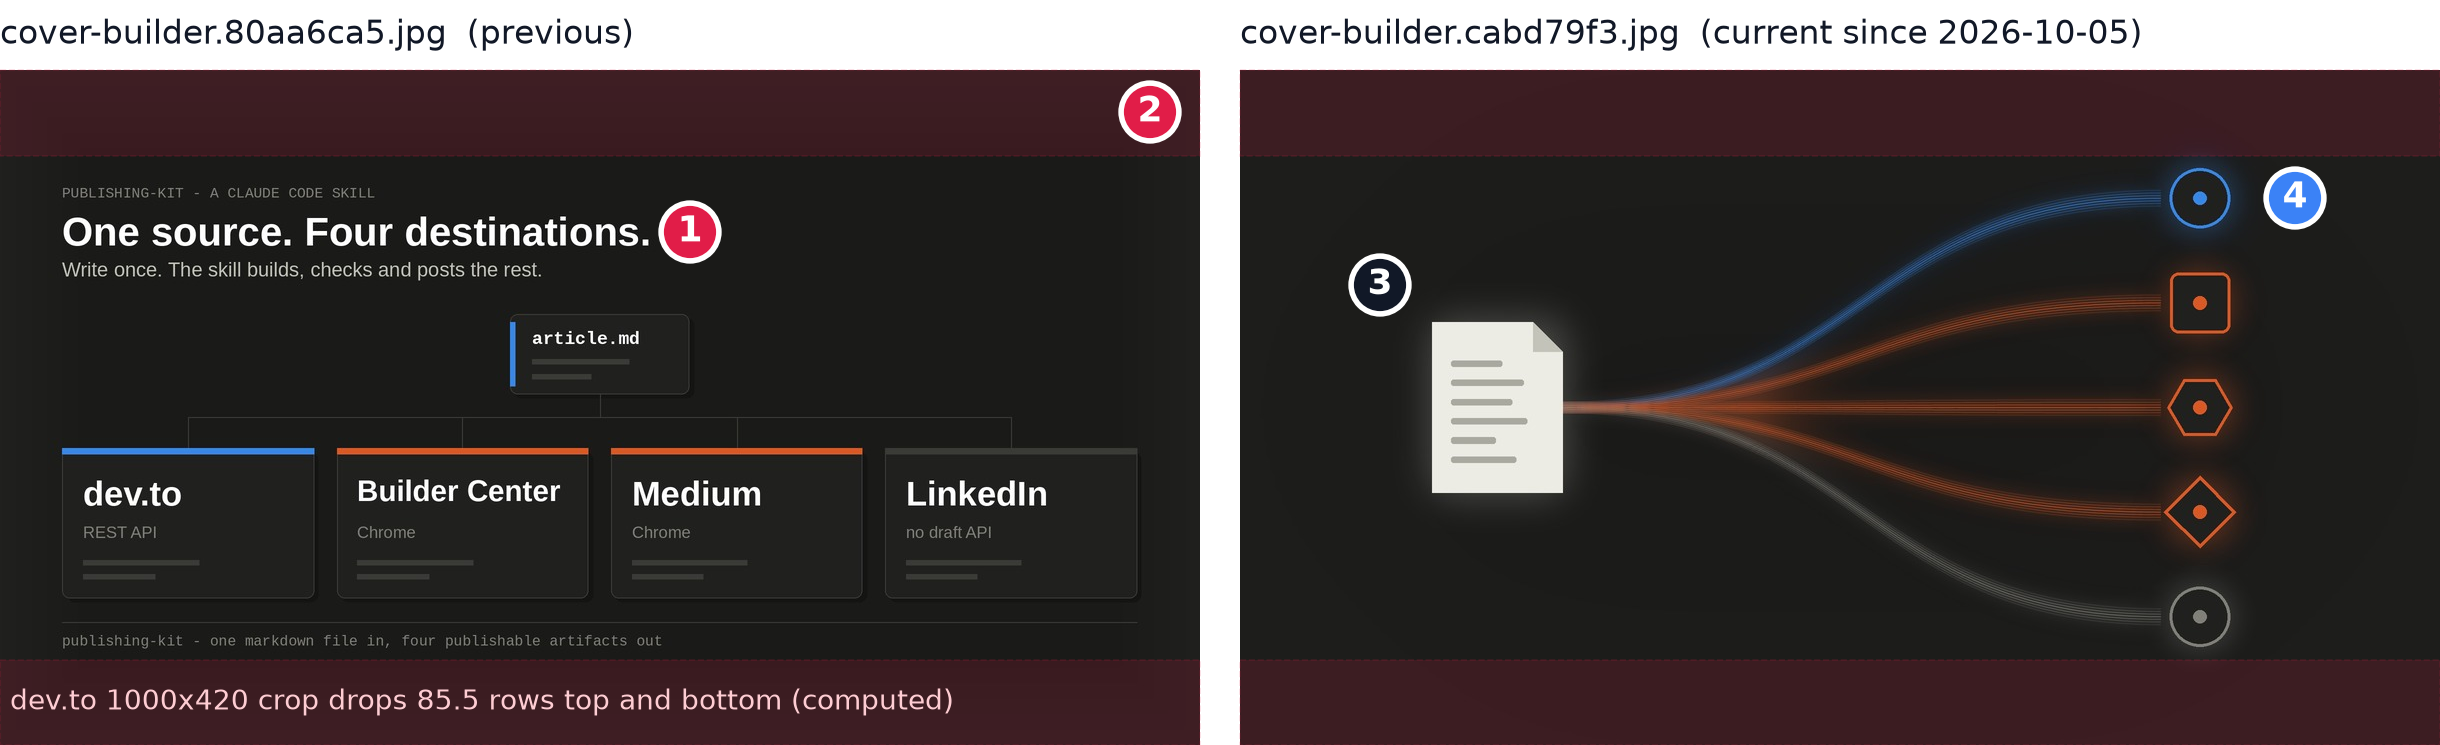 cover-builder.80aa6ca5.jpg (previous)
cover-builder.cabd79f3.jpg (current since 2026-10-05)
2
PUBLISHING-KIT - A CLAUDE CODE SKILL
One source. Four destinations.
1
Write once. The skill builds, checks and posts the rest.
article.md
dev.to
REST API
Builder Center
Chrome
Medium
Chrome
LinkedIn
no draft API
publishing-kit - one markdown file in, four publishable artifacts out
dev.to 1000x420 crop drops 85.5 rows top and bottom (computed)
3
4